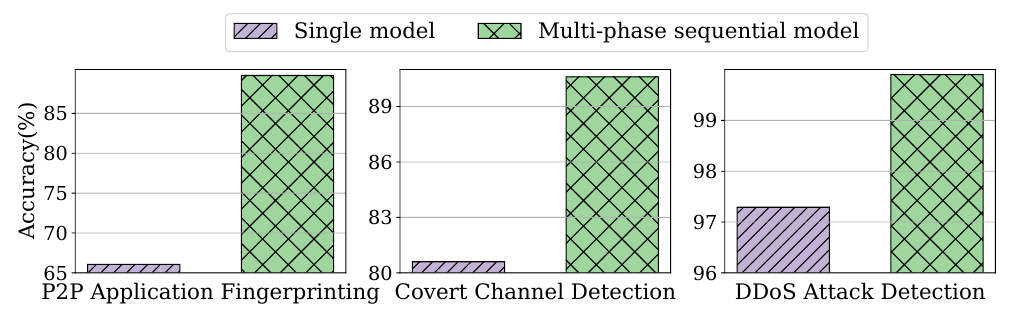 Single model
Multi-phase sequential model
Accuracy(%)
85
80
75
70
65
P2P Application Fingerprinting
89
86
83
80
Covert Channel Detection
99
98
97
96
DDoS Attack Detection